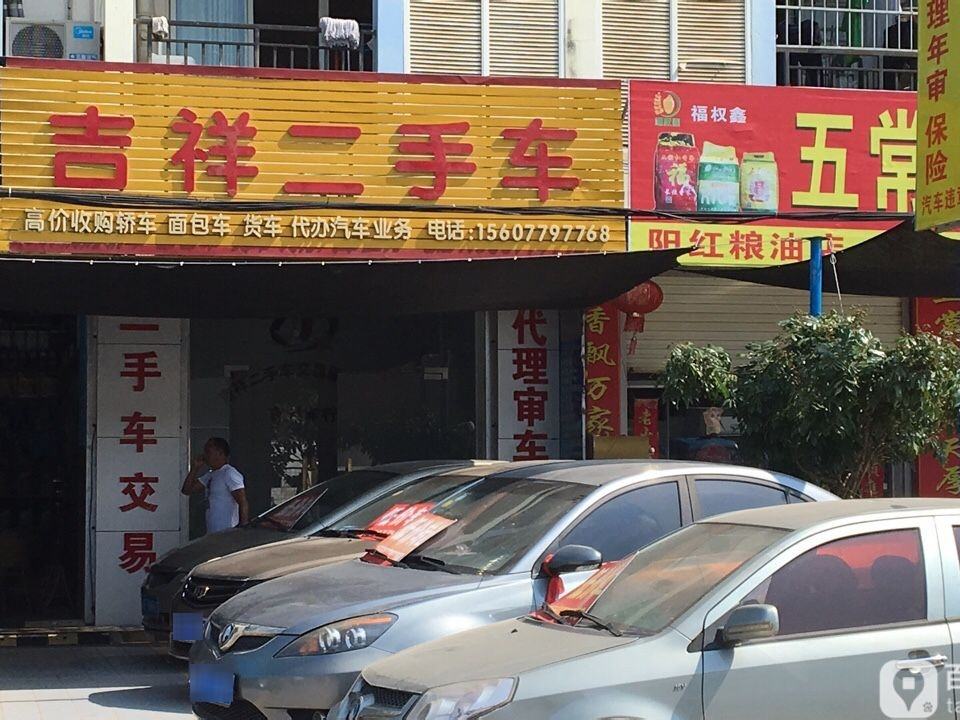 吉祥二手车
高价收购轿车 面包车 货车 代办汽车业务 电话:15607797768
福权鑫
五常
阳红粮油店
理年审 保险
汽车违章
二手车交易
代理审车
香飘万家